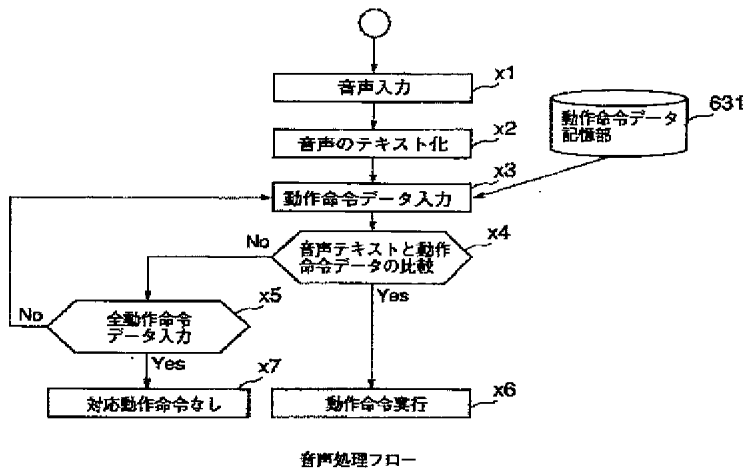 x1
音声入力
631
動作命令データ
記憶部
x2
音声のテキスト化
x3
動作命令データ入力
x4
No
音声テキストと動作
命令データの比較
Yes
x5
No
全動作命令
データ入力
Yes
x7
対応動作命令なし
x6
動作命令実行
音声処理フロー